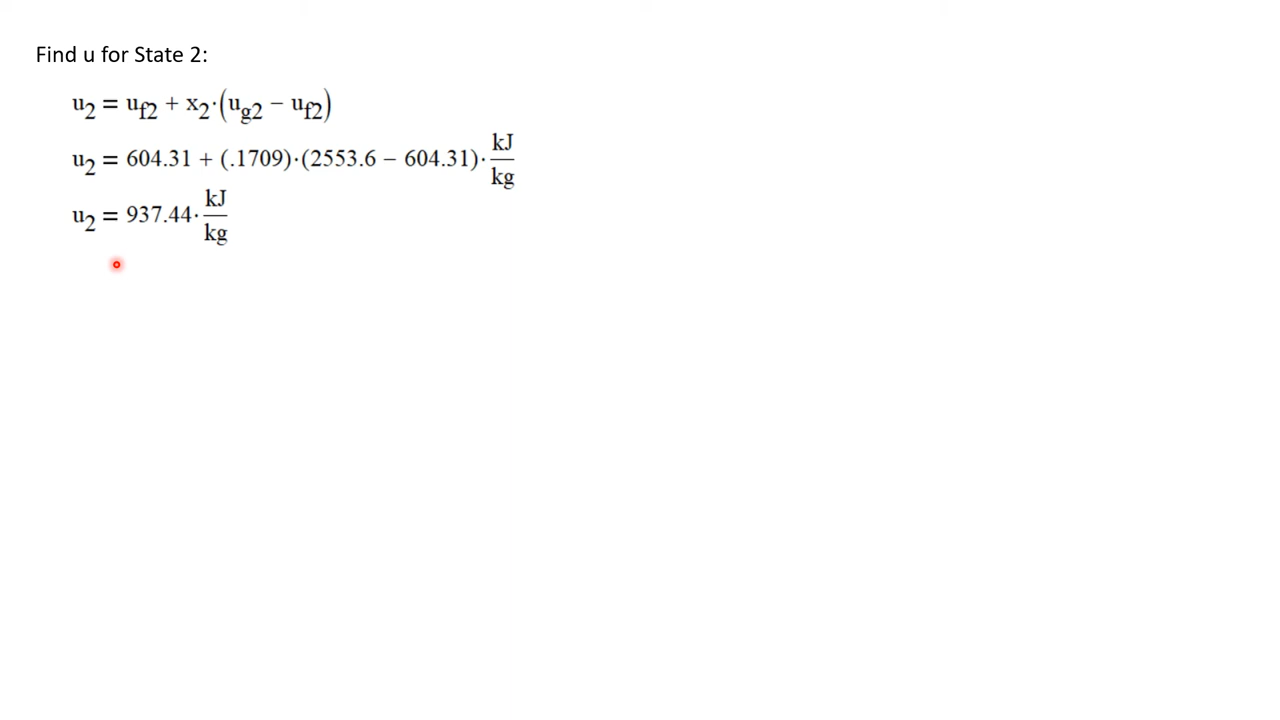 Find u for State 2:
u2 = uf2 + x2·(ug2 − uf2)
u2 = 604.31 + (.1709)·(2553.6 − 604.31)· kJ/kg
u2 = 937.44· kJ/kg